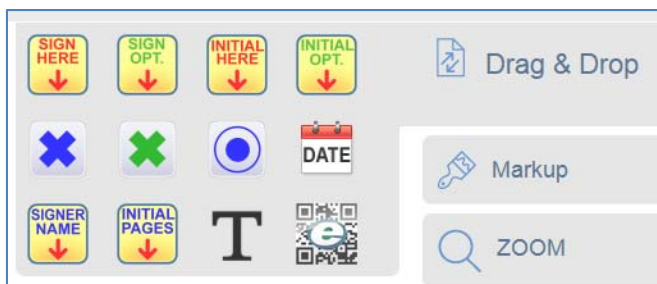 SIGN
HERE
SIGN
OPT.
INITIAL
HERE
INITIAL
OPT.
Drag & Drop
DATE
Markup
SIGNER
NAME
INITIAL
PAGES
T
e
ZOOM